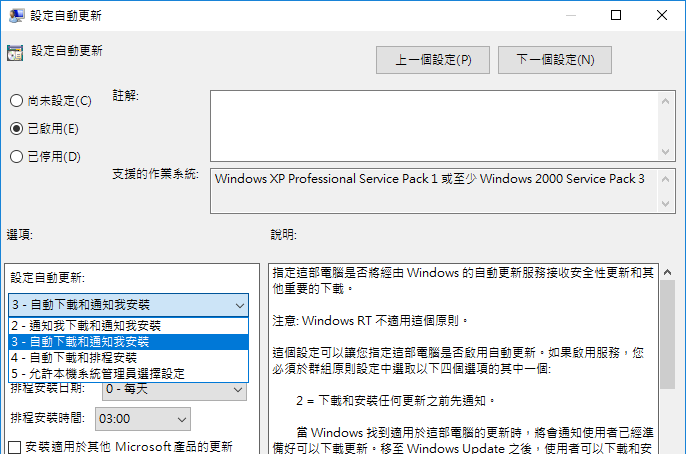 設定自動更新
設定自動更新
上一個設定(P)
下一個設定(N)
尚未設定(C)
已啟用(E)
已停用(D)
註解:
支援的作業系統:
Windows XP Professional Service Pack 1 或至少 Windows 2000 Service Pack 3
選項:
說明:
設定自動更新:
3 - 自動下載和通知我安裝
2 - 通知我下載和通知我安裝
3 - 自動下載和通知我安裝
4 - 自動下載和排程安裝
5 - 允許本機系統管理員選擇設定
排程安裝日期:
0 - 每天
排程安裝時間:
03:00
安裝適用於其他 Microsoft 產品的更新
指定這部電腦是否將經由 Windows 的自動更新服務接收安全性更新和其
他重要的下載。
注意: Windows RT 不適用這個原則。
這個設定可以讓您指定這部電腦是否啟用自動更新。如果啟用服務，您
必須於群組原則設定中選取以下四個選項的其中一個:
2 = 下載和安裝任何更新之前先通知。
當 Windows 找到適用於這部電腦的更新時，將會通知使用者已經準
備好可以下載更新。移至 Windows Update 之後，使用者可以下載和安